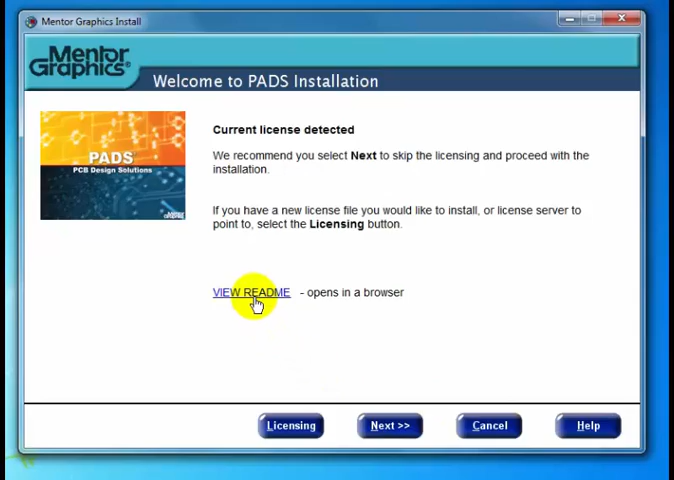 Mentor Graphics Install
Mentor
Graphics®
Welcome to PADS Installation
PADS
PCB Design Solutions
Current license detected
We recommend you select Next to skip the licensing and proceed with the
installation.
If you have a new license file you would like to install, or license server to
point to, select the Licensing button.
VIEW README - opens in a browser
Licensing
Next >>
Cancel
Help